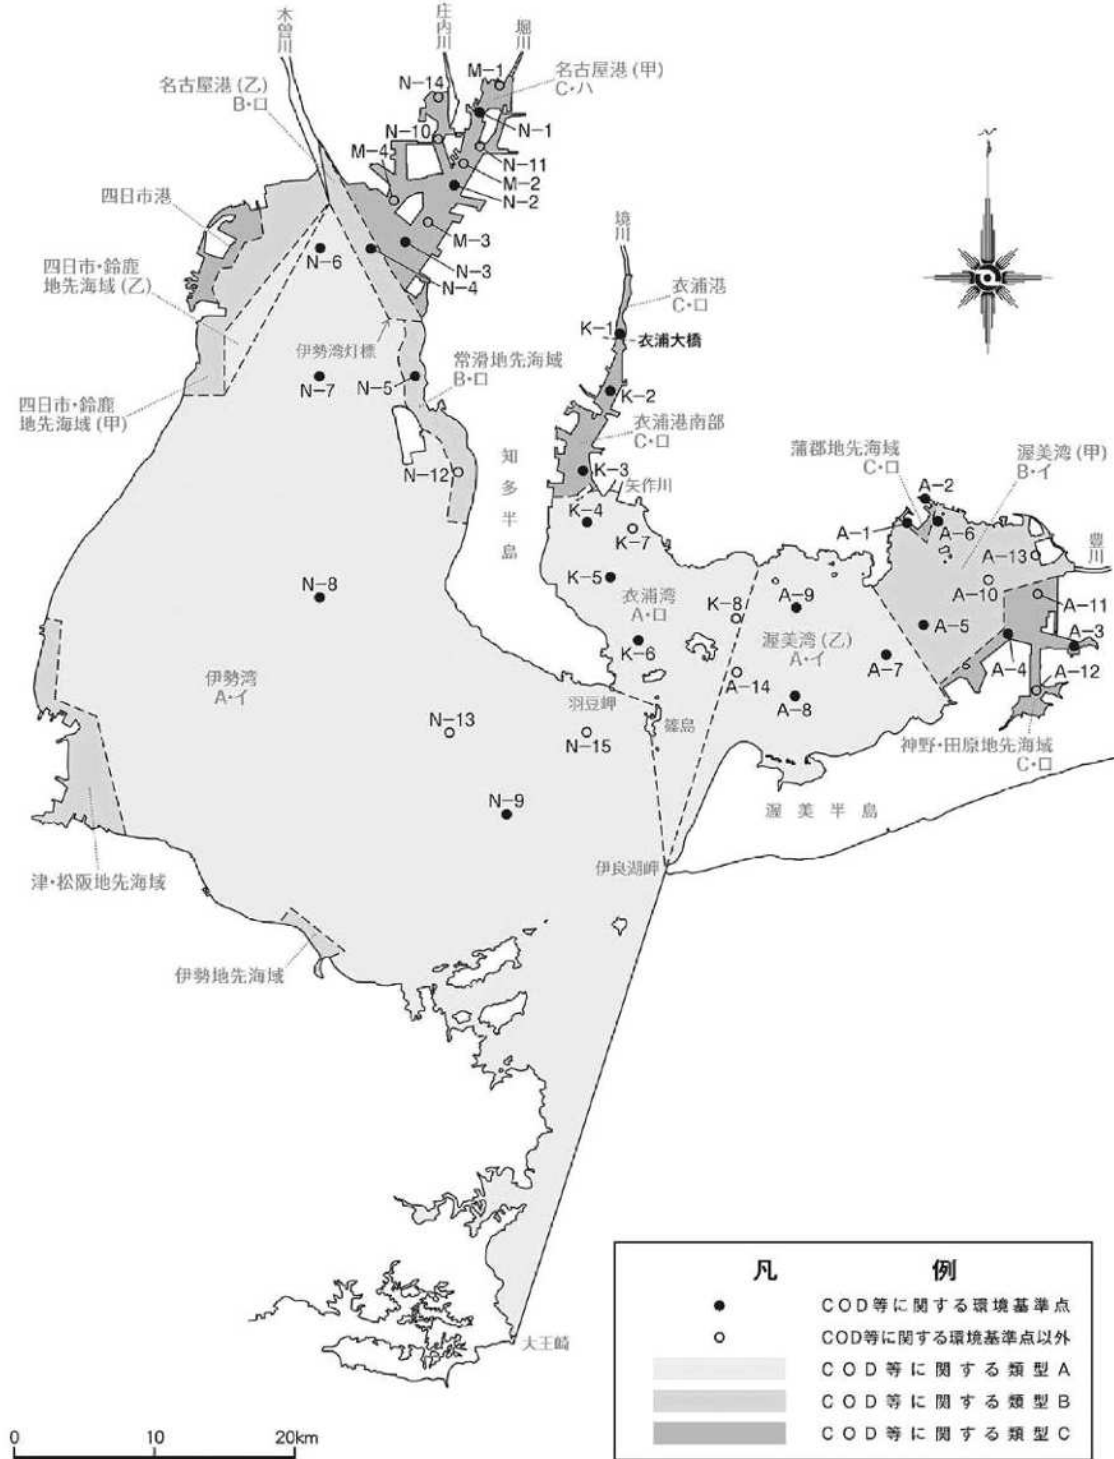 木曽川
庄内川
堀川
M-1
N-14
名古屋港(甲)
C・ハ
名古屋港(乙)
B・ロ
N-1
N-10
M-4
N-11
M-2
N-2
四日市港
M-3
境川
N-6
N-3
N-4
四日市・鈴鹿
地先海域(乙)
衣浦港
C・ロ
K-1
衣浦大橋
伊勢湾灯標
常滑地先海域
B・ロ
N-7
N-5
K-2
四日市・鈴鹿
地先海域(甲)
衣浦港南部
C・ロ
蒲郡地先海域
C・ロ
渥美湾(甲)
B・イ
知多半島
N-12
K-3
矢作川
A-2
K-4
K-7
A-1
A-6
A-13
豊川
K-5
A-10
N-8
衣浦湾
A・ロ
K-8
A-9
A-11
A-5
A-3
K-6
渥美湾(乙)
A・イ
A-7
A-4
A-12
伊勢湾
A・イ
A-14
A-8
羽豆岬
篠島
N-13
N-15
神野・田原地先海域
C・ロ
N-9
渥美半島
伊良湖岬
津・松阪地先海域
伊勢地先海域
大王崎
凡例
COD等に関する環境基準点
COD等に関する環境基準点以外
COD等に関する類型A
COD等に関する類型B
COD等に関する類型C
0 10 20km